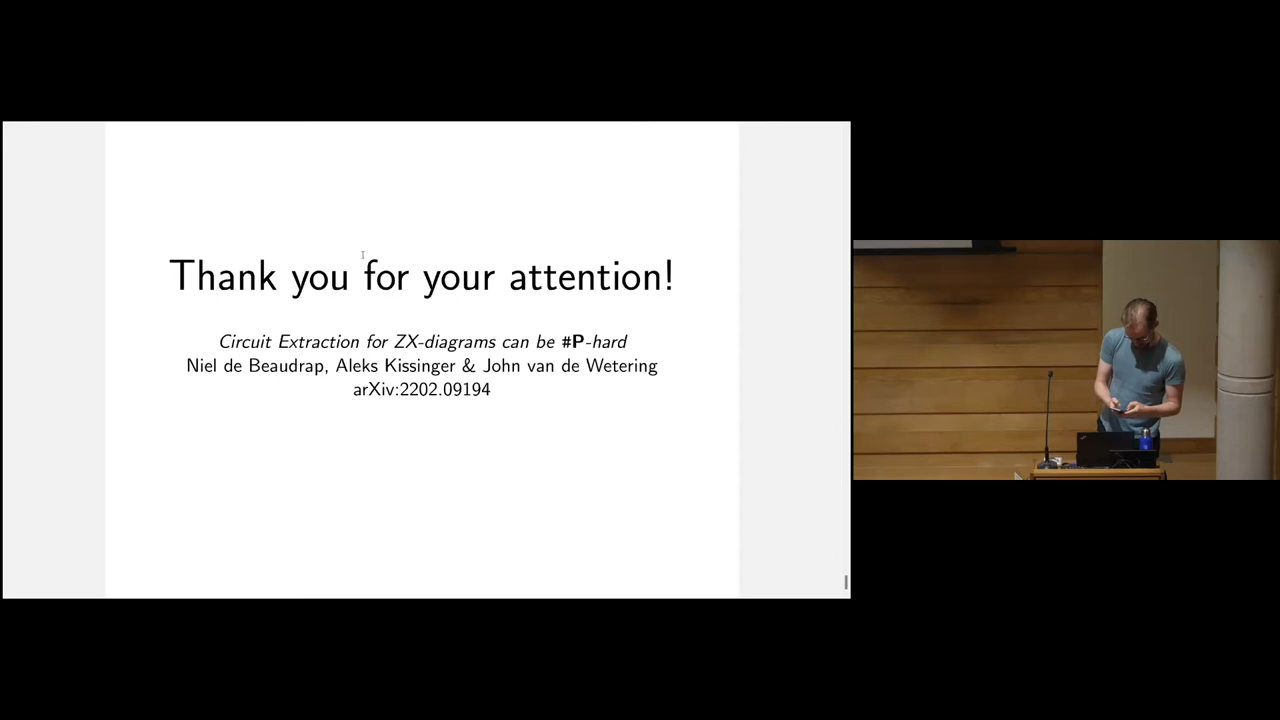 Thank you for your attention!
Circuit Extraction for ZX-diagrams can be #P-hard
Niel de Beaudrap, Aleks Kissinger & John van de Wetering
arXiv:2202.09194